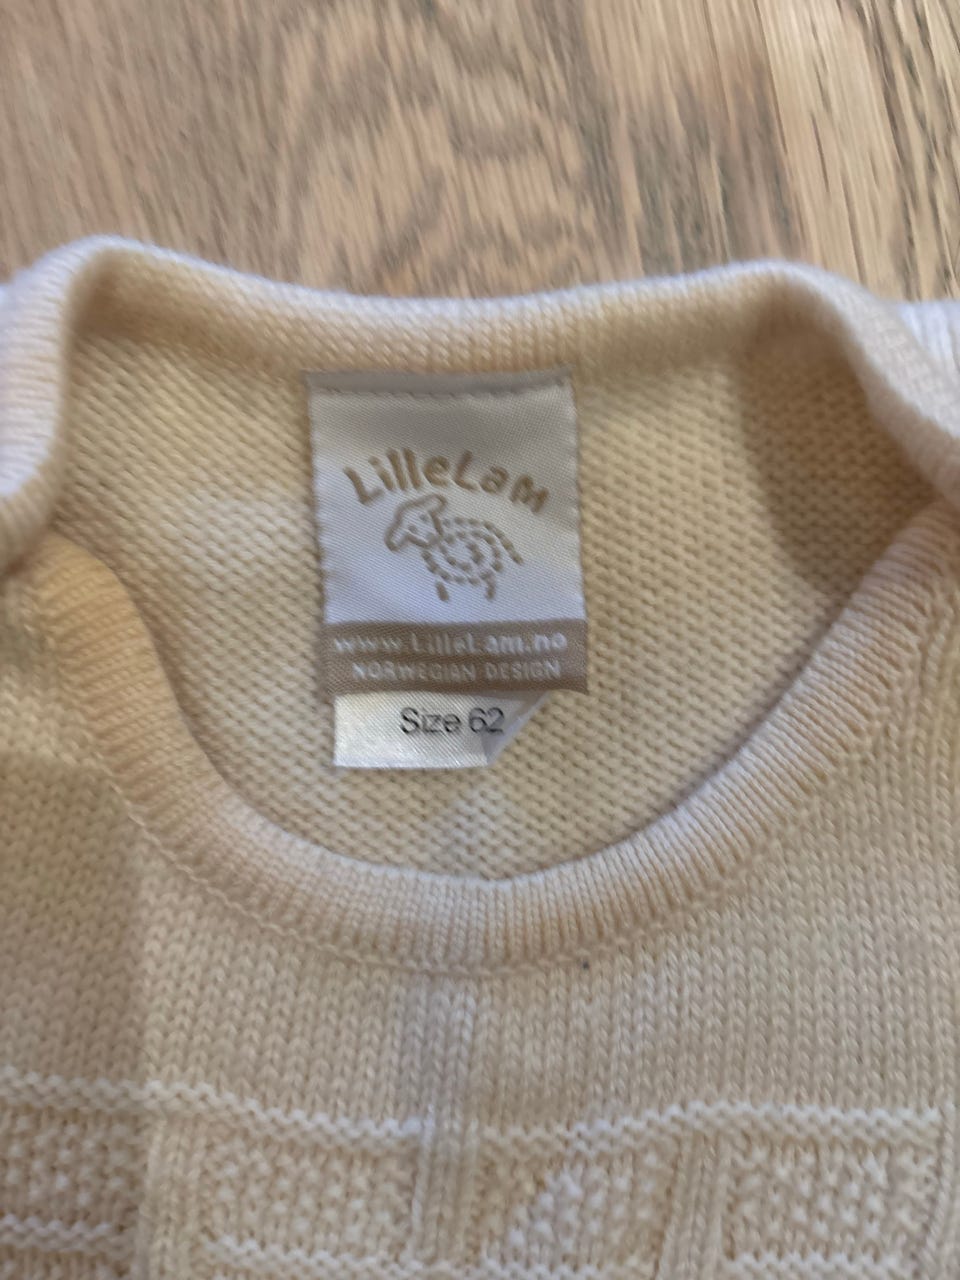 LilleLam
www.LilleLam.no
NORWEGIAN DESIGN
Size 62